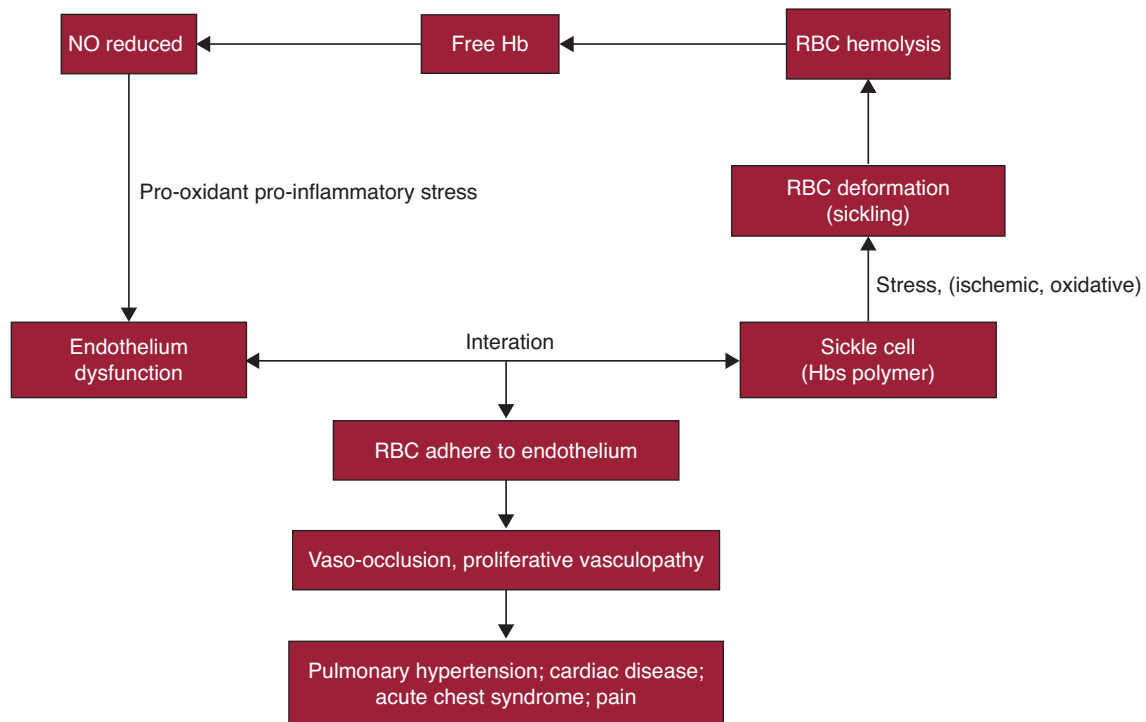 NO reduced
Free Hb
RBC hemolysis
Pro-oxidant pro-inflammatory stress
RBC deformation
(sickling)
Stress, (ischemic, oxidative)
Endothelium
dysfunction
Interation
Sickle cell
(Hbs polymer)
RBC adhere to endothelium
Vaso-occlusion, proliferative vasculopathy
Pulmonary hypertension; cardiac disease;
acute chest syndrome; pain